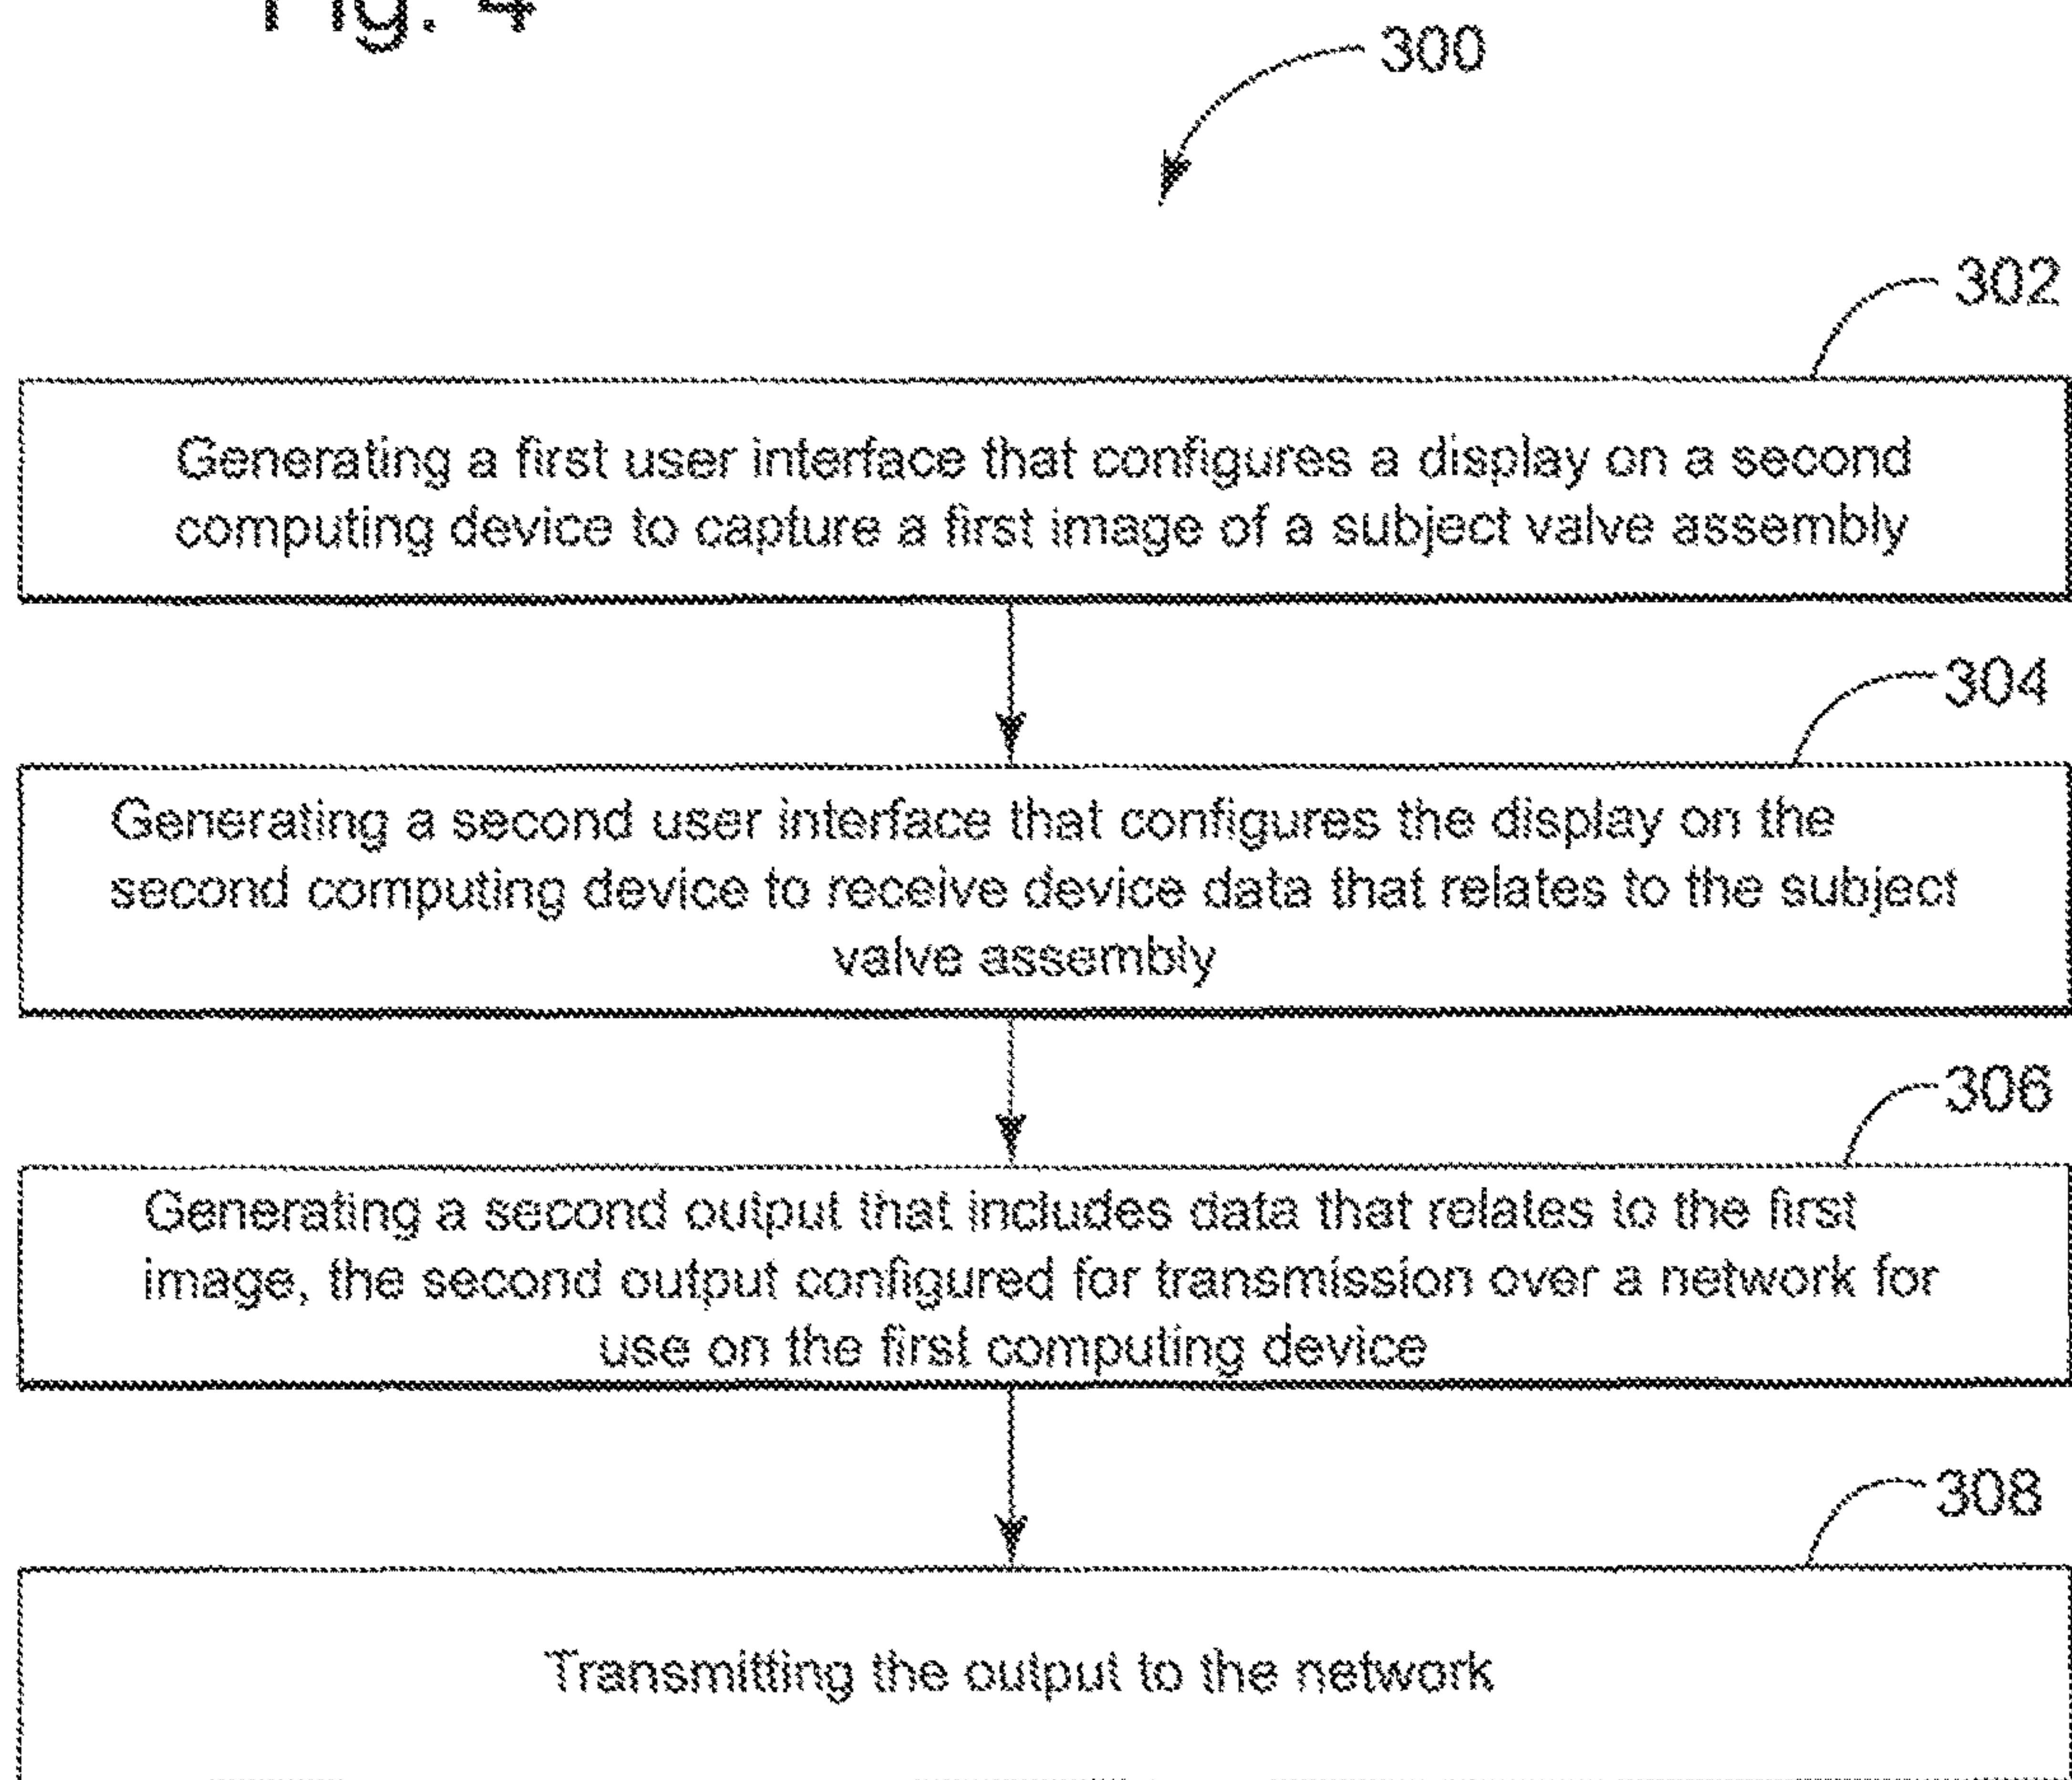 Fig. 4
300
302
Generating a first user interface that configures a display on a second
computing device to capture a first image of a subject valve assembly
304
Generating a second user interface that configures the display on the
second computing device to receive device data that relates to the subject
valve assembly
306
Generating a second output that includes data that relates to the first
image, the second output configured for transmission over a network for
use on the first computing device
308
Transmitting the output to the network